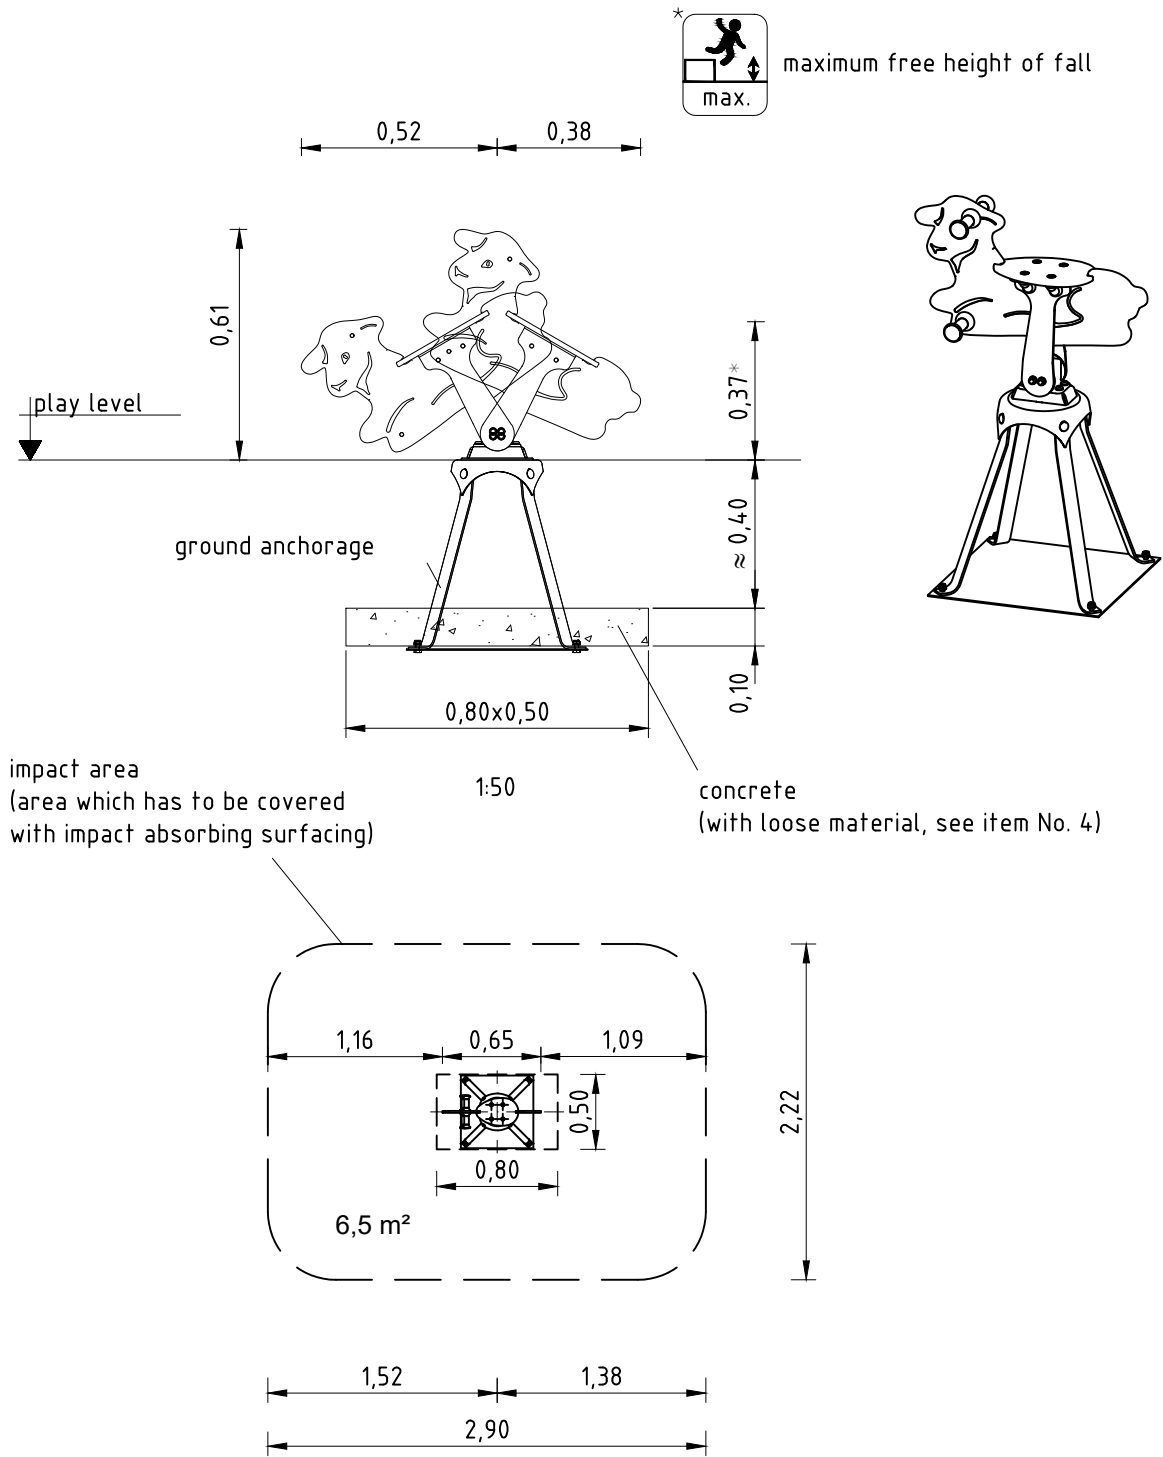 *
maximum free height of fall
max.
0,52
0,38
0,61
0,37*
play level
≈ 0,40
ground anchorage
0,10
0,80x0,50
impact area
(area which has to be covered
with impact absorbing surfacing)
1:50
concrete
(with loose material, see item No. 4)
1,16
0,65
1,09
0,50
2,22
0,80
6,5 m²
1,52
1,38
2,90